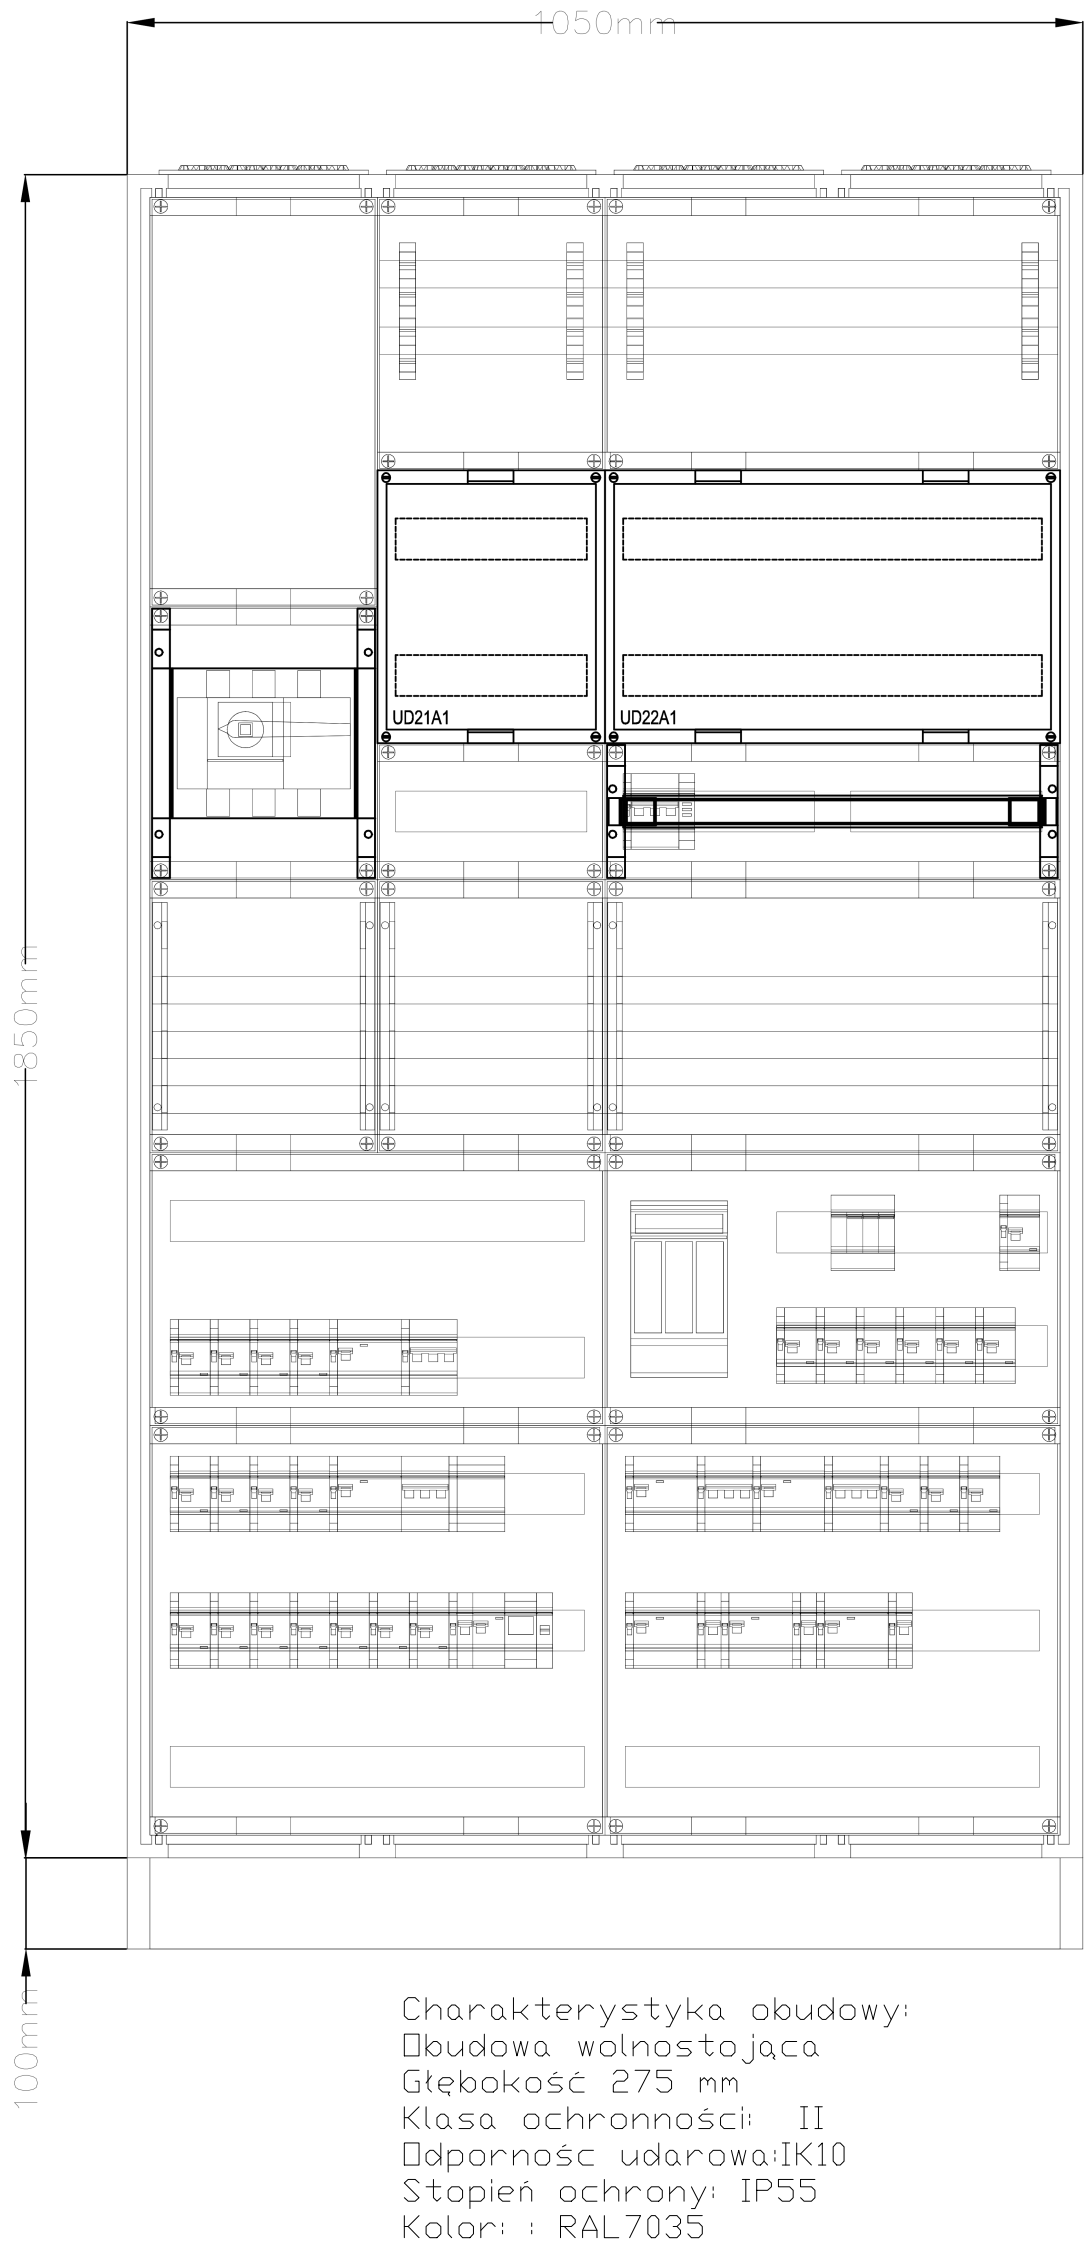 1050mm
UD21A1
UD22A1
1850mm
100mm
Charakterystyka obudowy:
Obudowa wolnostojąca
Głębokość 275 mm
Klasa ochronności: II
Odpornośc udarowa:IK10
Stopień ochrony: IP55
Kolor: : RAL7035